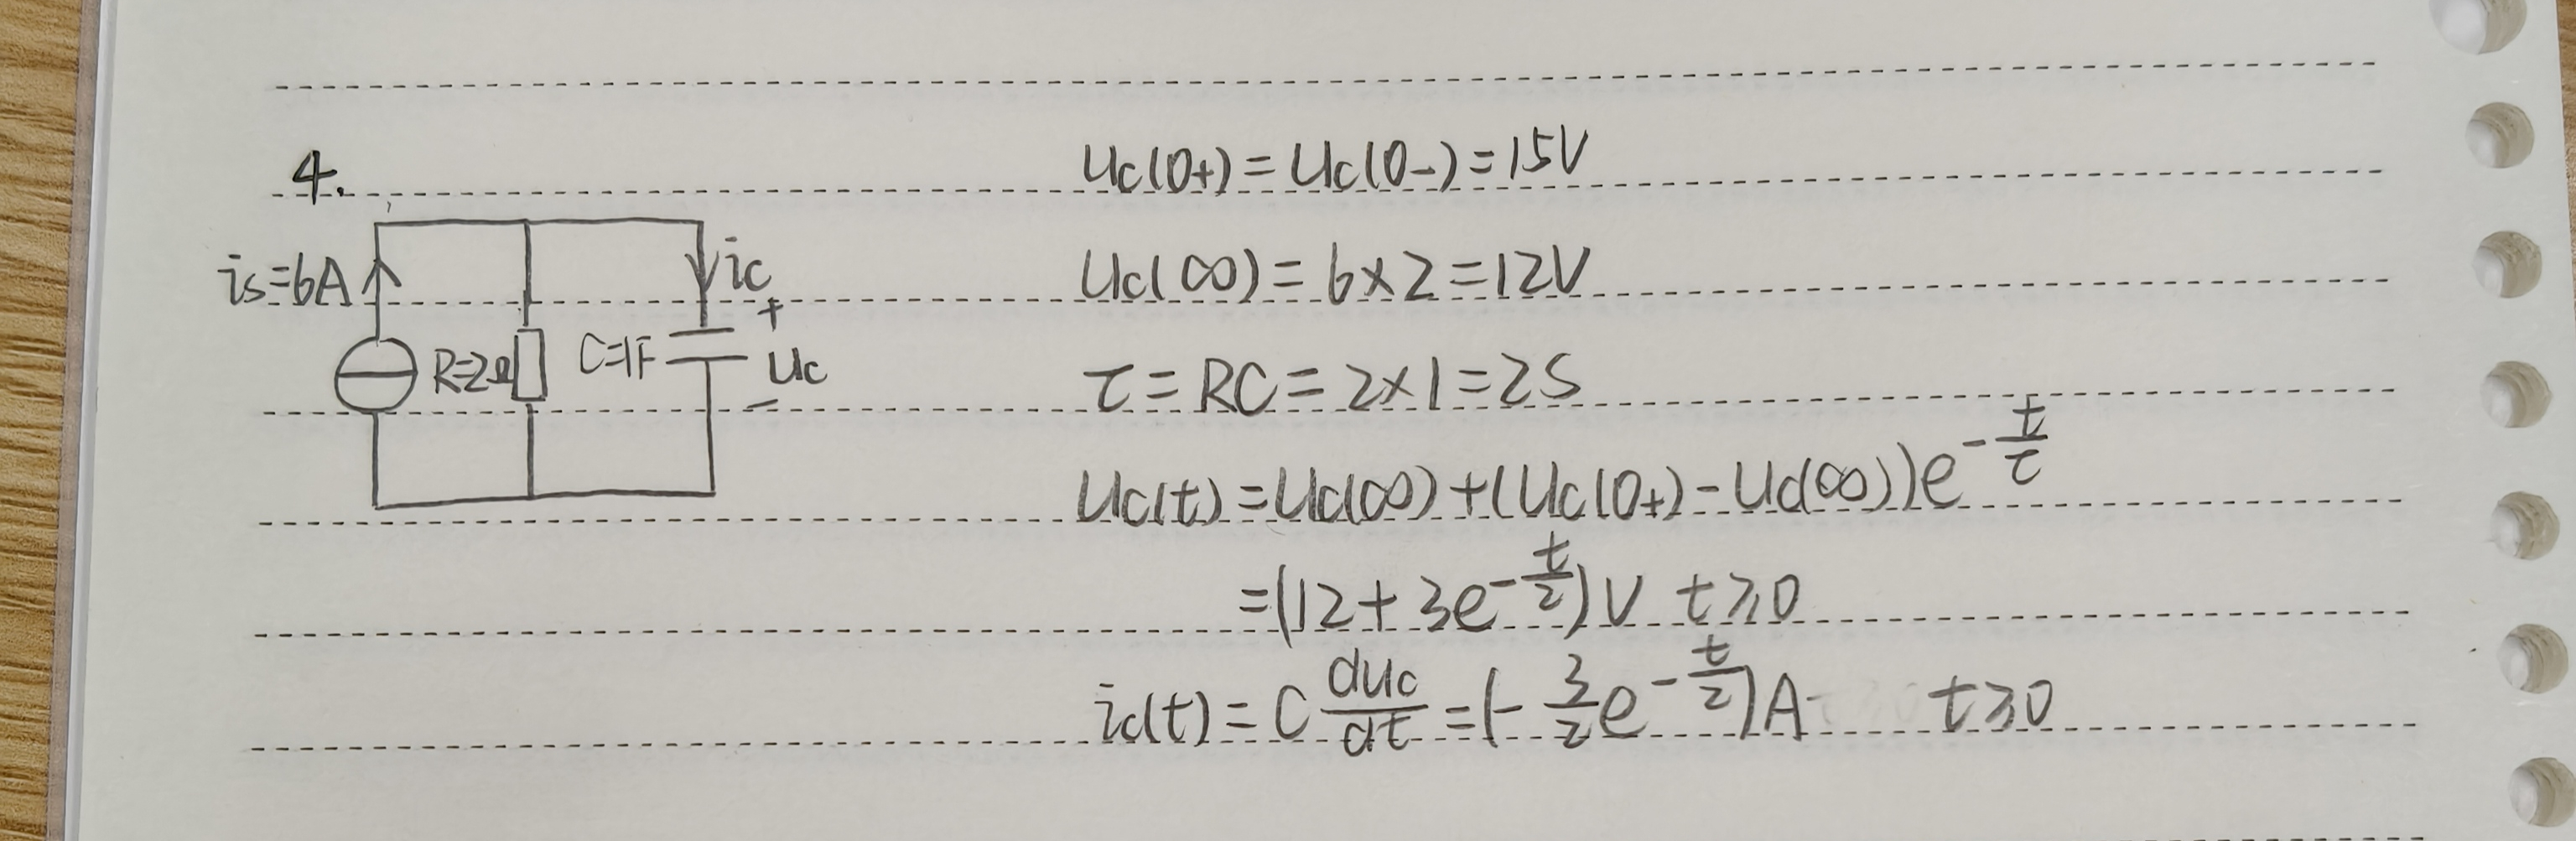 4.
is=6A
R=2Ω
C=1F
ic
+
uc
−
uc(0+)=uc(0-)=15V
uc(∞)=6×2=12V
τ=RC=2×1=2S
uc(t)=uc(∞)+(uc(0+)-uc(∞))e^{-t/τ}
=(12+3e^{-t/2})V t≥0
ic(t)=C duc/dt=(-3/2 e^{-t/2})A t≥0